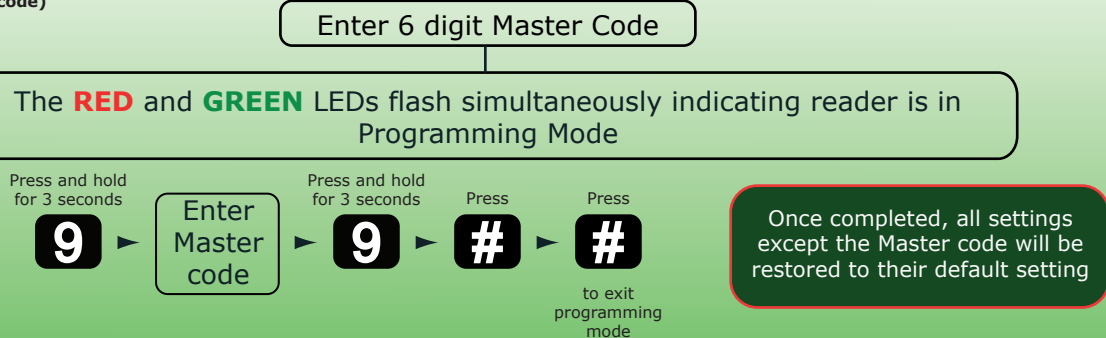 code)
Enter 6 digit Master Code
The RED and GREEN LEDs flash simultaneously indicating reader is in
Programming Mode
Press and hold
for 3 seconds
9
Enter
Master
code
Press and hold
for 3 seconds
9
Press
#
Press
#
to exit
programming
mode
Once completed, all settings
except the Master code will be
restored to their default setting